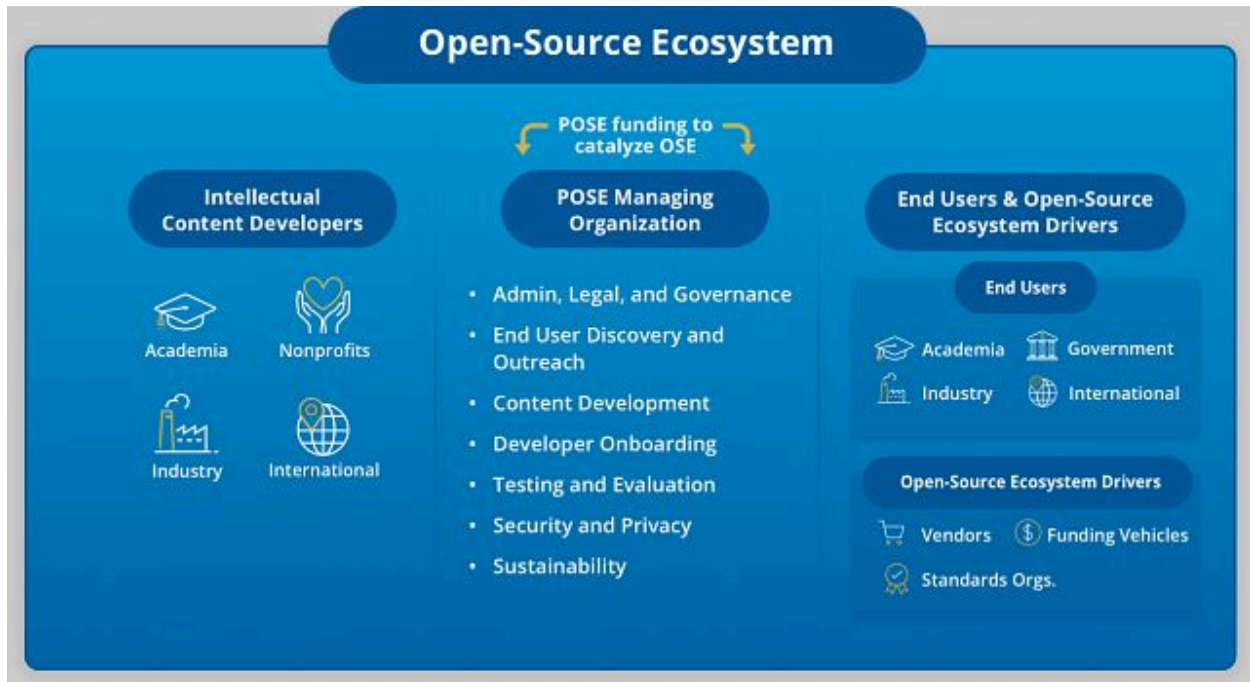 Open-Source Ecosystem
POSE funding to
catalyze OSE
Intellectual
Content Developers
Academia
Nonprofits
Industry
International
POSE Managing
Organization
• Admin, Legal, and Governance
• End User Discovery and
Outreach
• Content Development
• Developer Onboarding
• Testing and Evaluation
• Security and Privacy
• Sustainability
End Users & Open-Source
Ecosystem Drivers
End Users
Academia
Government
Industry
International
Open-Source Ecosystem Drivers
Vendors
Funding Vehicles
Standards Orgs.